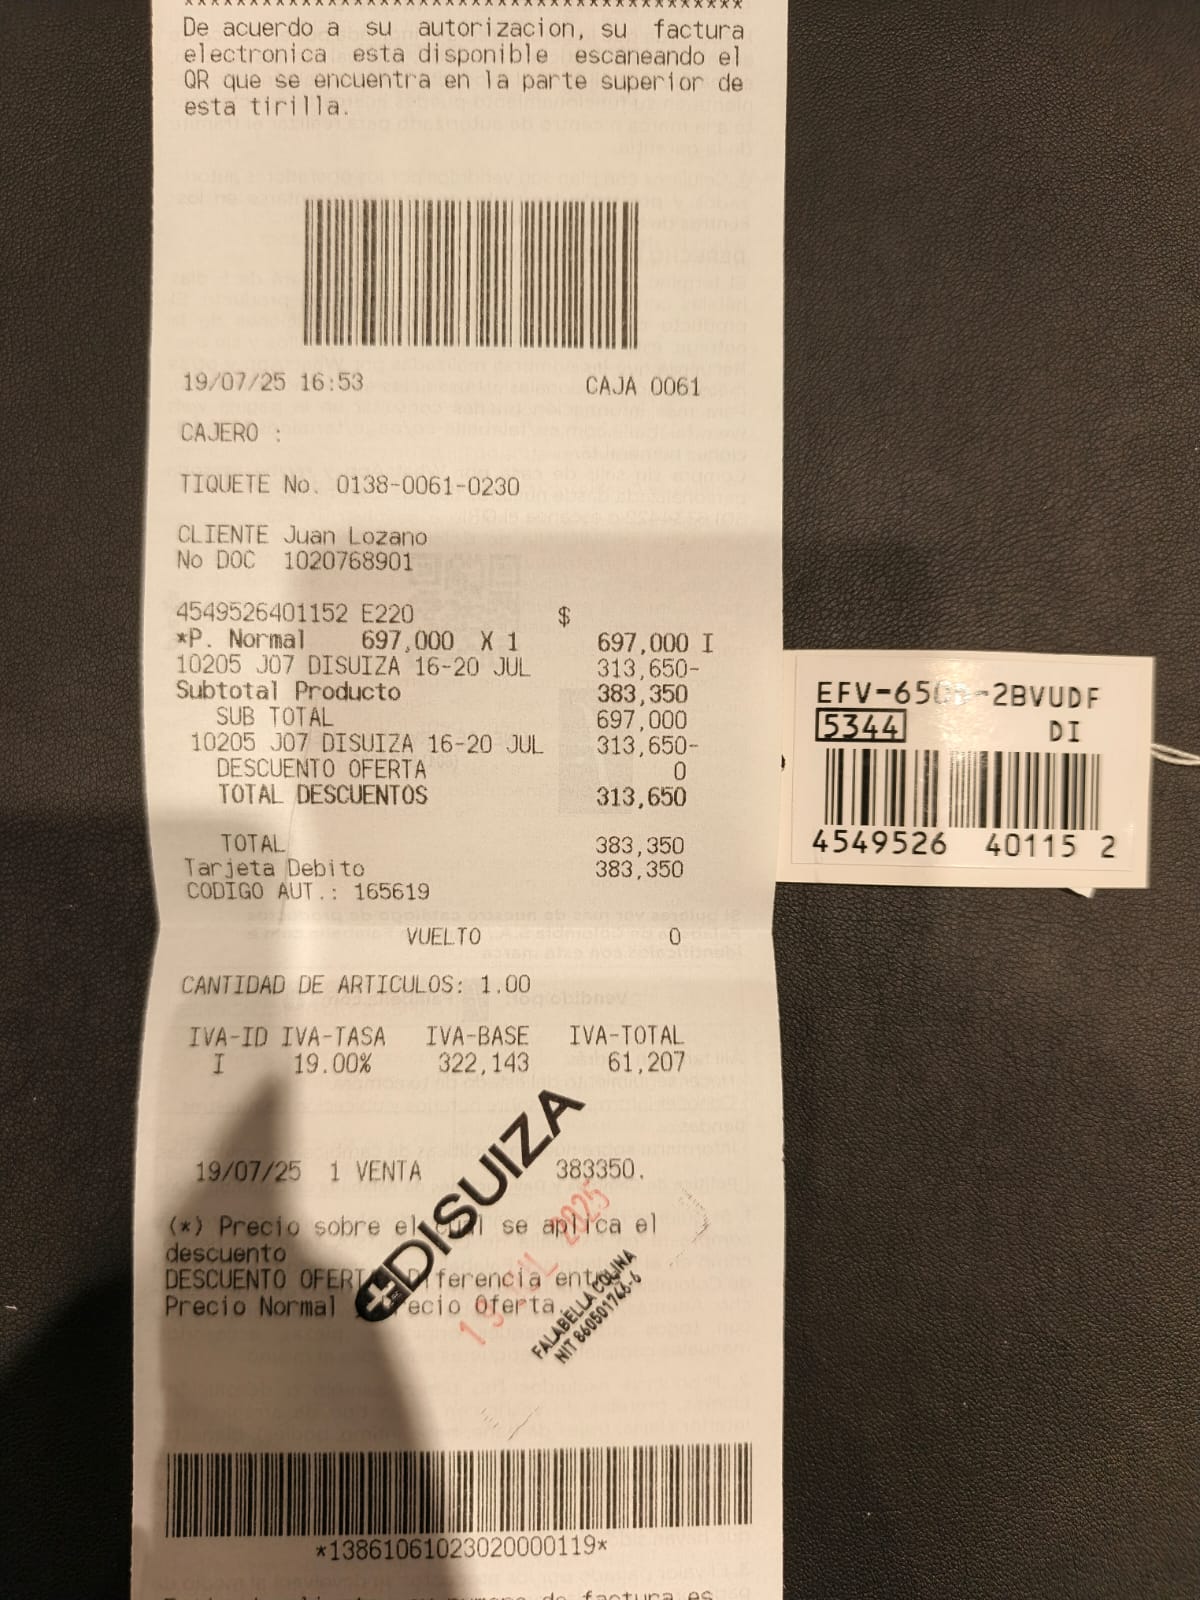 De acuerdo a su autorizacion, su factura
electronica esta disponible escaneando el
QR que se encuentra en la parte superior de
esta tirilla.
19/07/25 16:53 CAJA 0061
CAJERO :
TIQUETE No. 0138-0061-0230
CLIENTE Juan Lozano
No DOC 1020768901
4549526401152 E220 $
*P. Normal 697,000 X 1 697,000 I
10205 J07 DISUIZA 16-20 JUL 313,650-
Subtotal Producto 383,350
SUB TOTAL 697,000
10205 J07 DISUIZA 16-20 JUL 313,650-
DESCUENTO OFERTA 0
TOTAL DESCUENTOS 313,650
TOTAL 383,350
Tarjeta Debito 383,350
CODIGO AUT.: 165619
VUELTO 0
CANTIDAD DE ARTICULOS: 1.00
IVA-ID IVA-TASA IVA-BASE IVA-TOTAL
I 19.00% 322,143 61,207
19/07/25 1 VENTA 383350.
(*) Precio sobre el cual se aplica el
descuento
DESCUENTO OFERTA Diferencia entre
Precio Normal Precio Oferta.
DISUIZA
19 JUL 2025
FALABELLA COLINA
NIT 860501746-6
*13861061023020000119*
EFV-650 -2BVUDF
5344 DI
4549526 40115 2